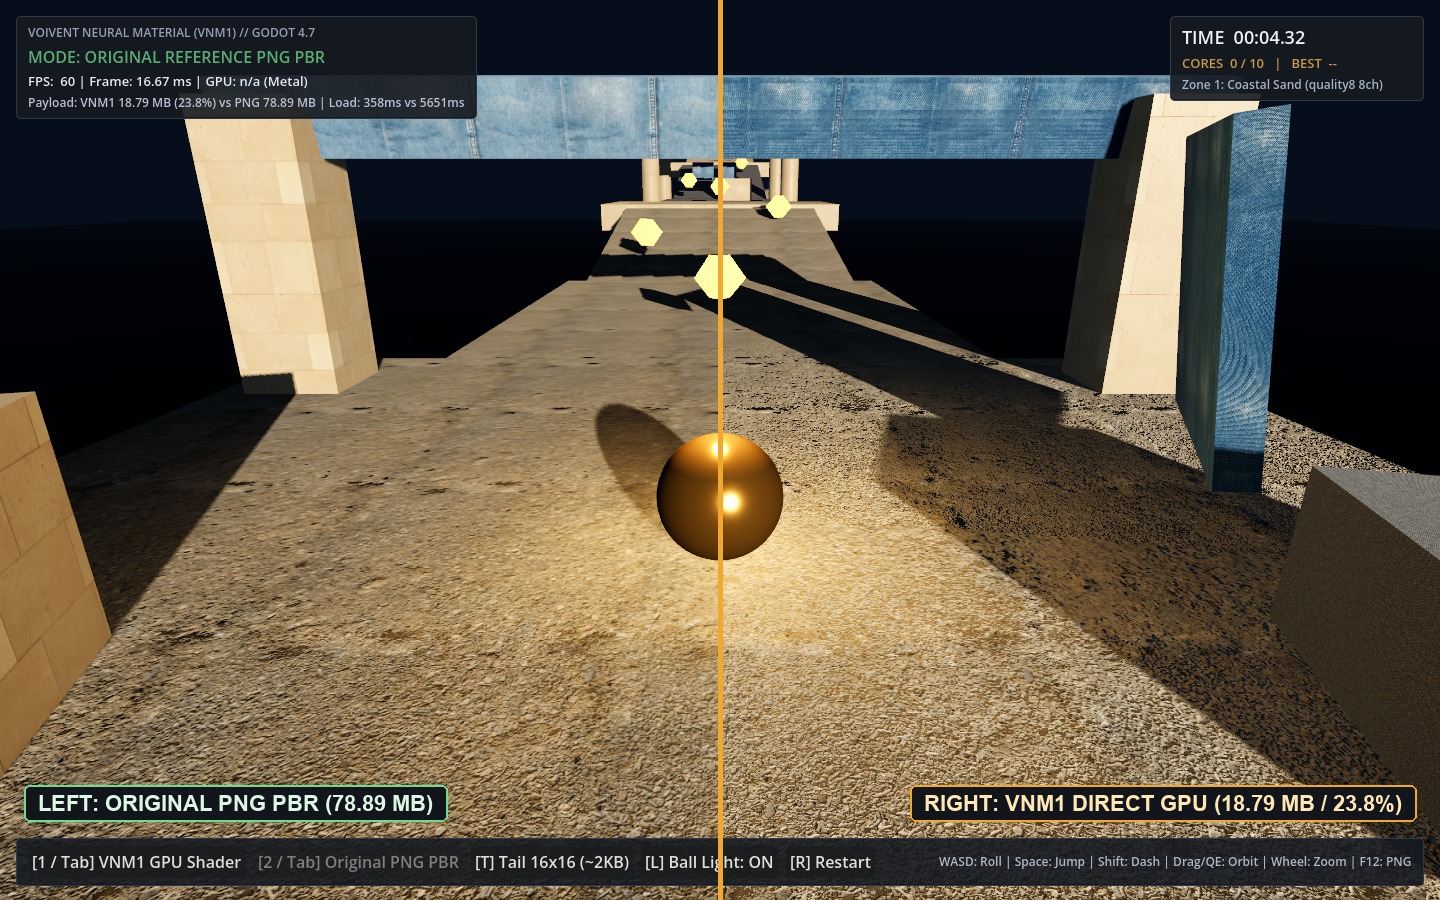 VOIVENT NEURAL MATERIAL (VNM1) // GODOT 4.7
MODE: ORIGINAL REFERENCE PNG PBR
FPS: 60 | Frame: 16.67 ms | GPU: n/a (Metal)
Payload: VNM1 18.79 MB (23.8%) vs PNG 78.89 MB | Load: 358ms vs 5651ms
TIME 00:04.32
CORES 0 / 10 | BEST --
Zone 1: Coastal Sand (quality8 8ch)
LEFT: ORIGINAL PNG PBR (78.89 MB)
RIGHT: VNM1 DIRECT GPU (18.79 MB / 23.8%)
[1 / Tab] VNM1 GPU Shader [2 / Tab] Original PNG PBR [T] Tail 16x16 (~2KB) [L] Ball Light: ON [R] Restart
WASD: Roll | Space: Jump | Shift: Dash | Drag/QE: Orbit | Wheel: Zoom | F12: PNG